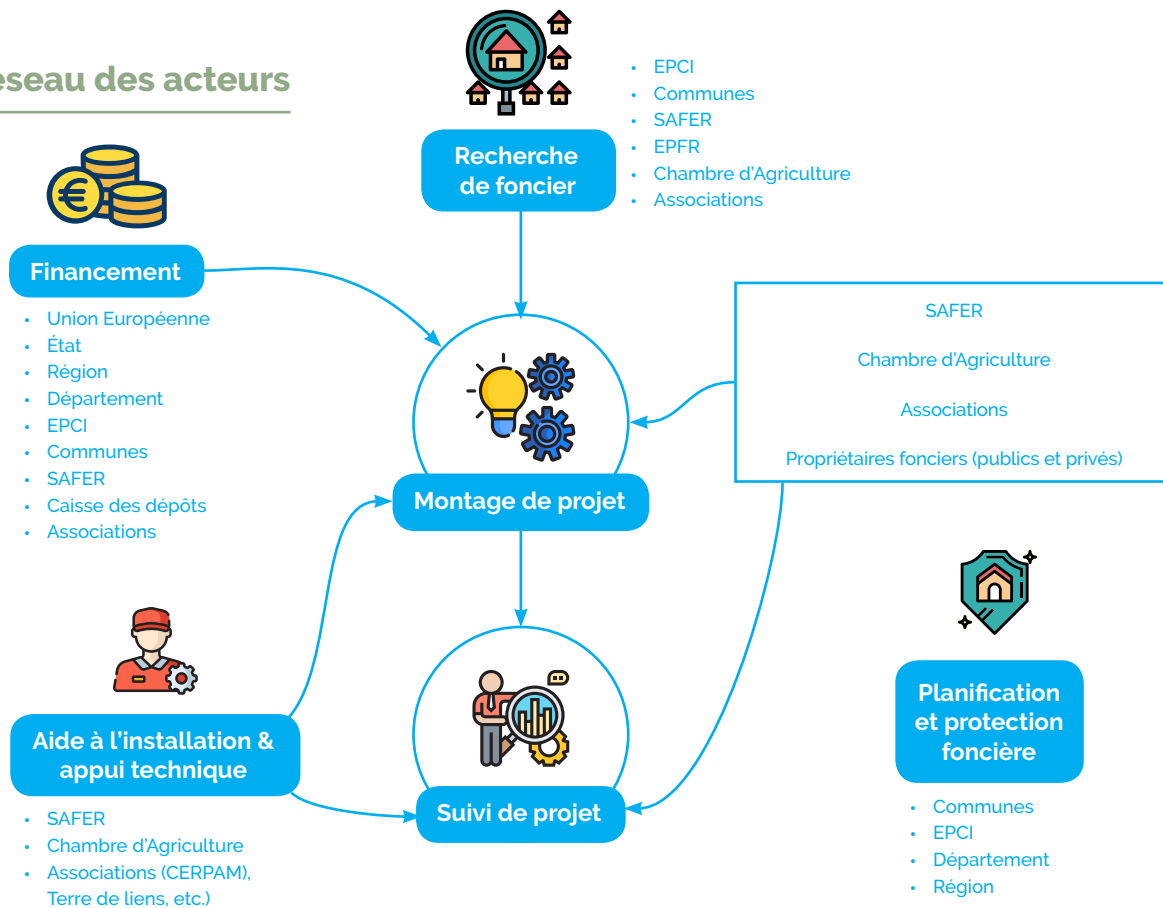 eseau des acteurs
• EPCI
• Communes
• SAFER
• EPFR
• Chambre d'Agriculture
• Associations
Recherche
de foncier
Financement
• Union Européenne
• État
• Région
• Département
• EPCI
• Communes
• SAFER
• Caisse des dépôts
• Associations
SAFER
Chambre d'Agriculture
Associations
Propriétaires fonciers (publics et privés)
Montage de projet
Aide à l'installation &
appui technique
• SAFER
• Chambre d'Agriculture
• Associations (CERPAM),
Terre de liens, etc.)
Suivi de projet
Planification
et protection
foncière
• Communes
• EPCI
• Département
• Région